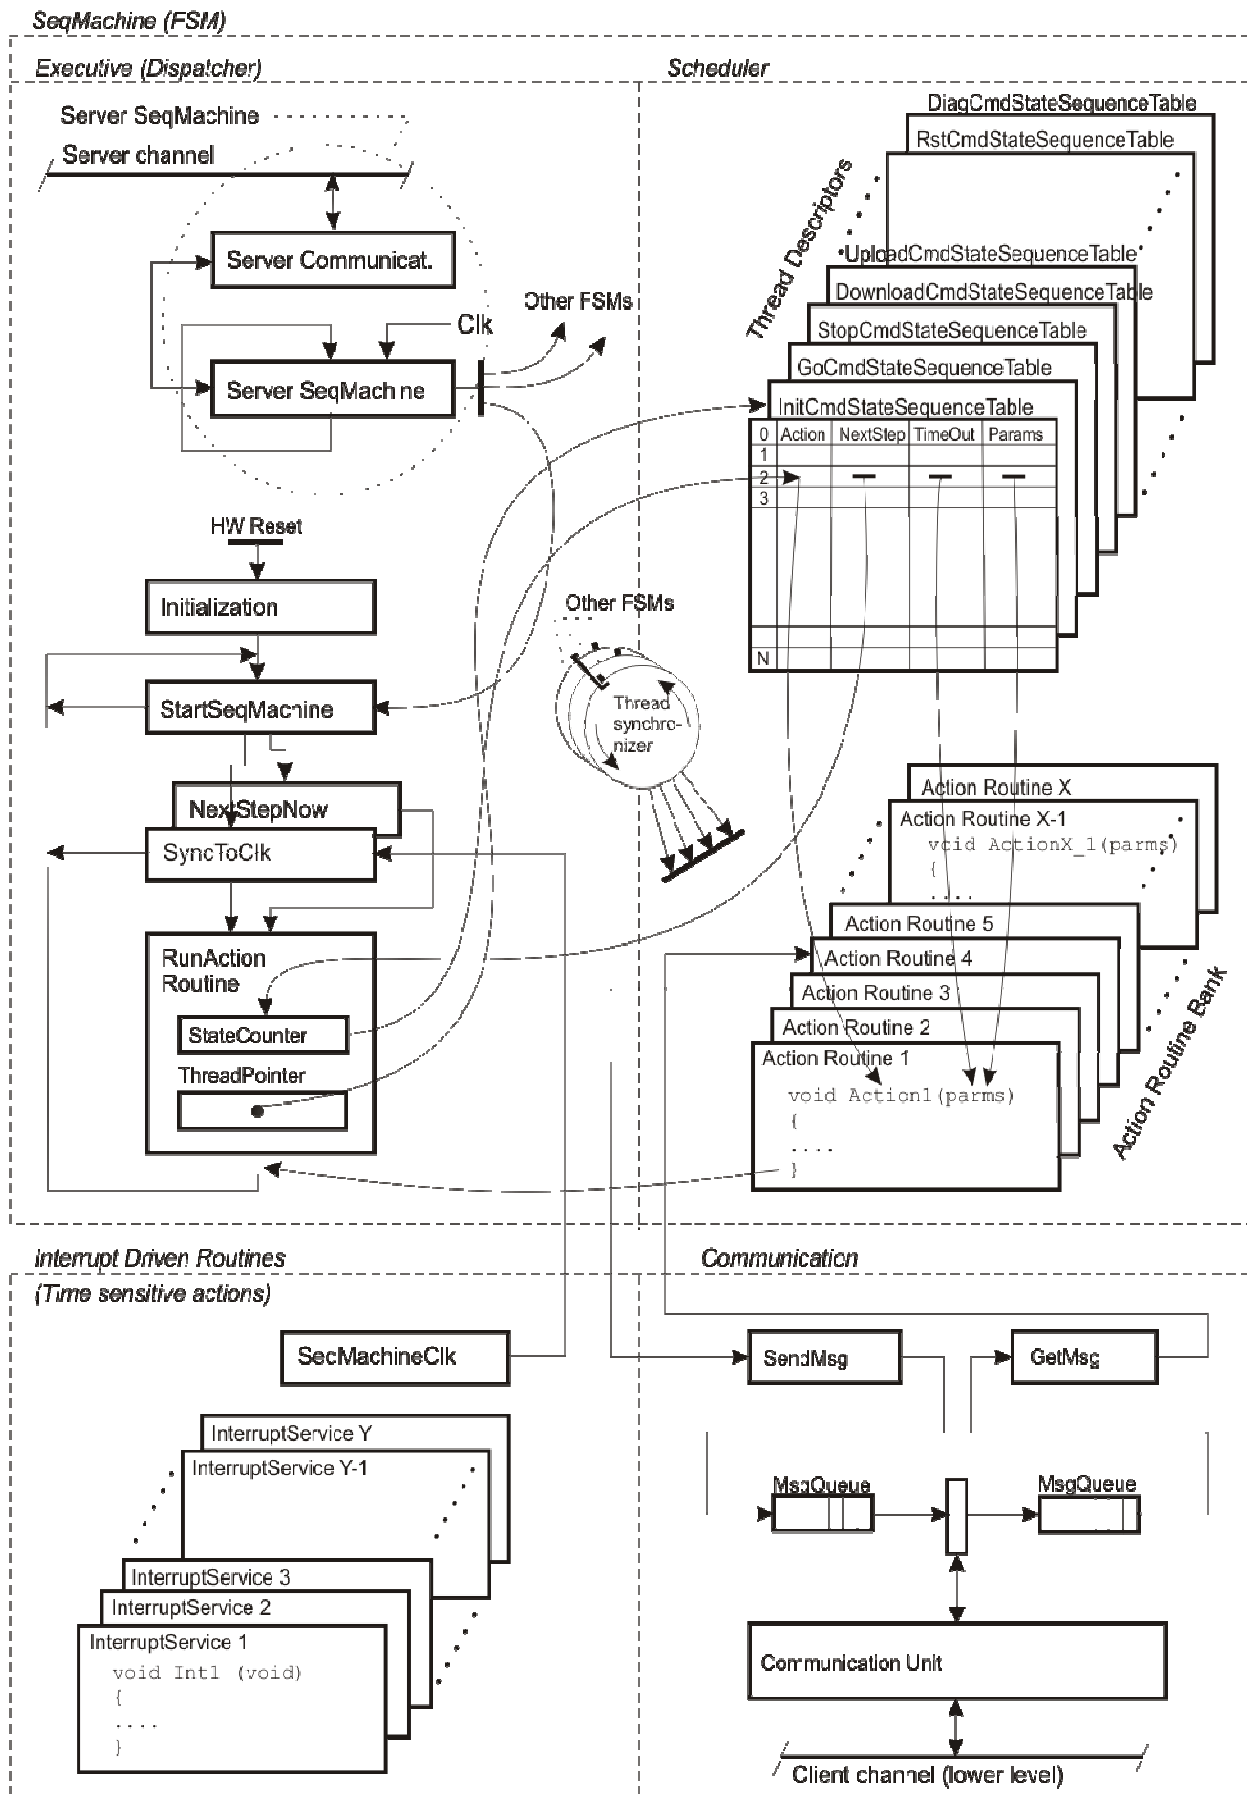 SeqMachine (FSM)
Executive (Dispatcher)
Server SeqMachine
Server channel
Server Communicat.
Other FSMs
Clk
Server SeqMachine
HW Reset
Initialization
StartSeqMachine
NextStepNow
SyncToClk
RunAction
Routine
StateCounter
ThreadPointer
Scheduler
DiagCmdStateSequenceTable
RstCmdStateSequenceTable
Thread Descriptors
UploadCmdStateSequenceTable
DownloadCmdStateSequenceTable
StopCmdStateSequenceTable
GoCmdStateSequenceTable
InitCmdStateSequenceTable
0 Action NextStep TimeOut Params
1
2
3
N
Other FSMs
Thread
synchro-
nizer
Action Routine X
Action Routine X-1
void ActionX_1(parms)
{
....
Action Routine 5
Action Routine 4
Action Routine 3
Action Routine 2
Action Routine 1
void Action1(parms)
{
....
}
Action Routine Bank
Interrupt Driven Routines
(Time sensitive actions)
SecMachineClk
InterruptService Y
InterruptService Y-1
InterruptService 3
InterruptService 2
InterruptService 1
void Int1 (void)
{
....
}
Communication
SendMsg
GetMsg
MsgQueue
MsgQueue
Communication Unit
Client channel (lower level)